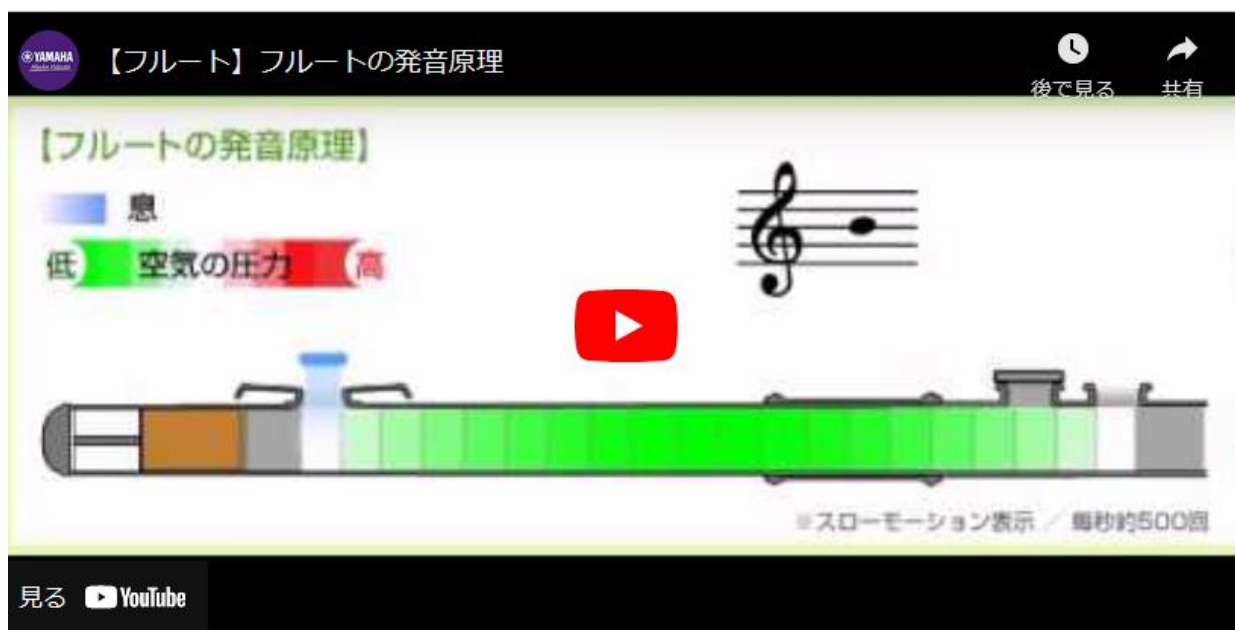 YAMAHA
Make Waves
【フルート】フルートの発音原理
後で見る
共有
【フルートの発音原理】
息
低 空気の圧力 高
※スローモーション表示 / 毎秒約500回
見る YouTube